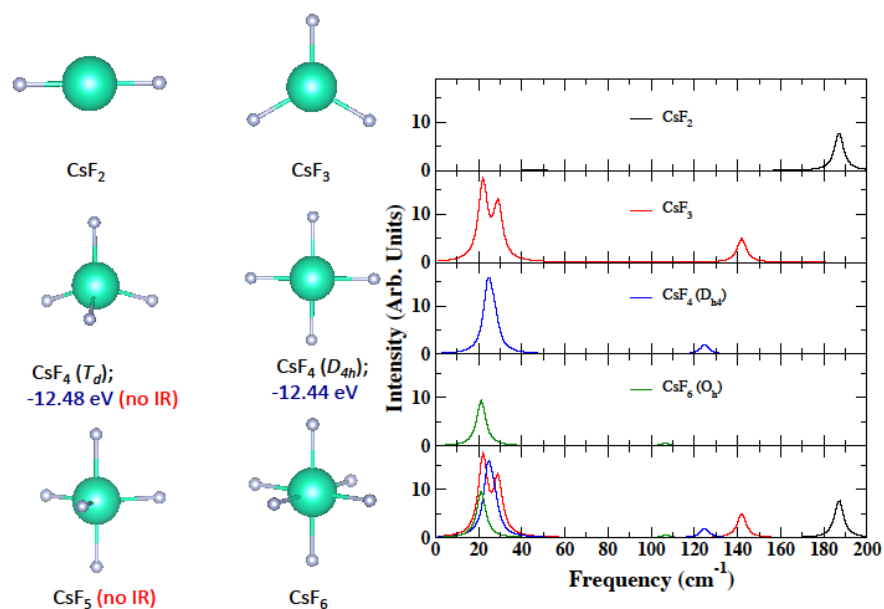 CsF2
CsF3
CsF4 (Td);
-12.48 eV (no IR)
CsF4 (D4h);
-12.44 eV
CsF5 (no IR)
CsF6
Intensity (Arb. Units)
10
0
CsF2
10
0
CsF3
10
0
CsF4 (Dh4)
10
0
CsF6 (Oh)
10
0
0 20 40 60 80 100 120 140 160 180 200
Frequency (cm-1)